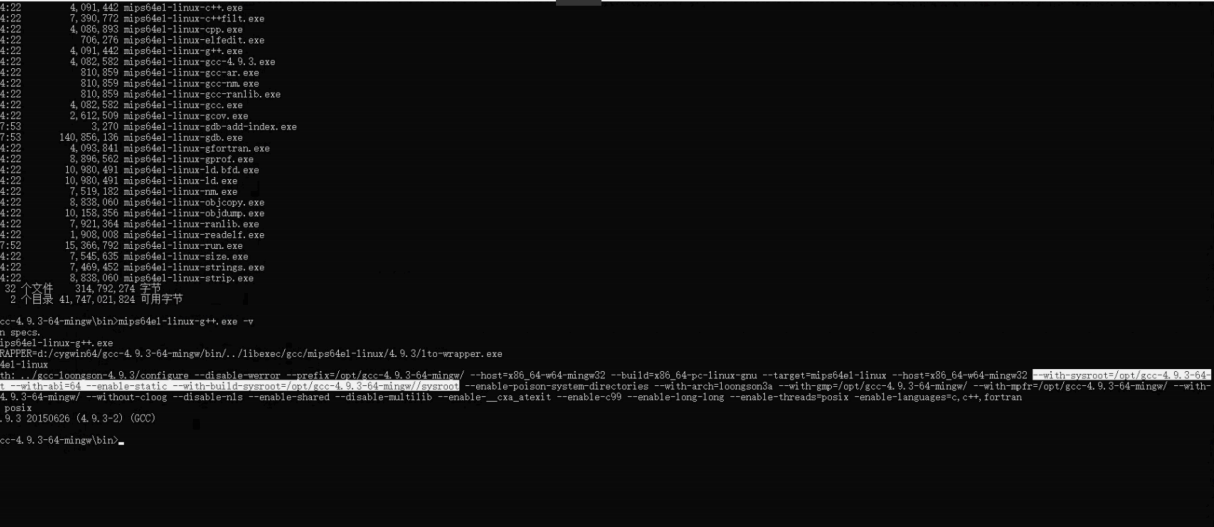 4:22 4,091,442 mips64el-linux-c++.exe
4:22 7,390,772 mips64el-linux-c++filt.exe
4:22 4,086,893 mips64el-linux-cpp.exe
4:22 706,276 mips64el-linux-elfedit.exe
4:22 4,091,442 mips64el-linux-g++.exe
4:22 4,082,582 mips64el-linux-gcc-4.9.3.exe
4:22 810,859 mips64el-linux-gcc-ar.exe
4:22 810,859 mips64el-linux-gcc-nm.exe
4:22 810,859 mips64el-linux-gcc-ranlib.exe
4:22 4,082,582 mips64el-linux-gcc.exe
4:22 2,612,509 mips64el-linux-gcov.exe
7:53 3,270 mips64el-linux-gdb-add-index.exe
7:53 140,856,136 mips64el-linux-gdb.exe
4:22 4,093,841 mips64el-linux-gfortran.exe
4:22 8,896,562 mips64el-linux-gprof.exe
4:22 10,980,491 mips64el-linux-ld.bfd.exe
4:22 10,980,491 mips64el-linux-ld.exe
4:22 7,519,182 mips64el-linux-nm.exe
4:22 8,838,060 mips64el-linux-objcopy.exe
4:22 10,158,356 mips64el-linux-objdump.exe
4:22 7,921,364 mips64el-linux-ranlib.exe
4:22 1,908,008 mips64el-linux-readelf.exe
7:52 15,366,792 mips64el-linux-run.exe
4:22 7,545,635 mips64el-linux-size.exe
4:22 7,469,452 mips64el-linux-strings.exe
4:22 8,838,060 mips64el-linux-strip.exe
32 个文件 314,792,274 字节
2 个目录 41,747,021,824 可用字节
cc-4.9.3-64-mingw\bin>mips64el-linux-g++.exe -v
n specs.
ips64el-linux-g++.exe
RAPPER=d:/cygwin64/gcc-4.9.3-64-mingw/bin/../libexec/gcc/mips64el-linux/4.9.3/lto-wrapper.exe
4el-linux
th: ../gcc-loongson-4.9.3/configure --disable-werror --prefix=/opt/gcc-4.9.3-64-mingw/ --host=x86_64-w64-mingw32 --build=x86_64-pc-linux-gnu --target=mips64el-linux --host=x86_64-w64-mingw32 --with-sysroot=/opt/gcc-4.9.3-64-
t --with-abi=64 --enable-static --with-build-sysroot=/opt/gcc-4.9.3-64-mingw//sysroot --enable-poison-system-directories --with-arch=loongson3a --with-gmp=/opt/gcc-4.9.3-64-mingw/ --with-mpfr=/opt/gcc-4.9.3-64-mingw/ --with-
4.9.3-64-mingw/ --without-cloog --disable-nls --enable-shared --disable-multilib --enable-__cxa_atexit --enable-c99 --enable-long-long --enable-threads=posix -enable-languages=c,c++,fortran
posix
.9.3 20150626 (4.9.3-2) (GCC)
cc-4.9.3-64-mingw\bin>